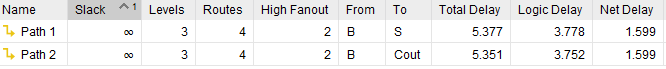 Name Slack ^1 Levels Routes High Fanout From To Total Delay Logic Delay Net Delay
Path 1 ∞ 3 4 2 B S 5.377 3.778 1.599
Path 2 ∞ 3 4 2 B Cout 5.351 3.752 1.599